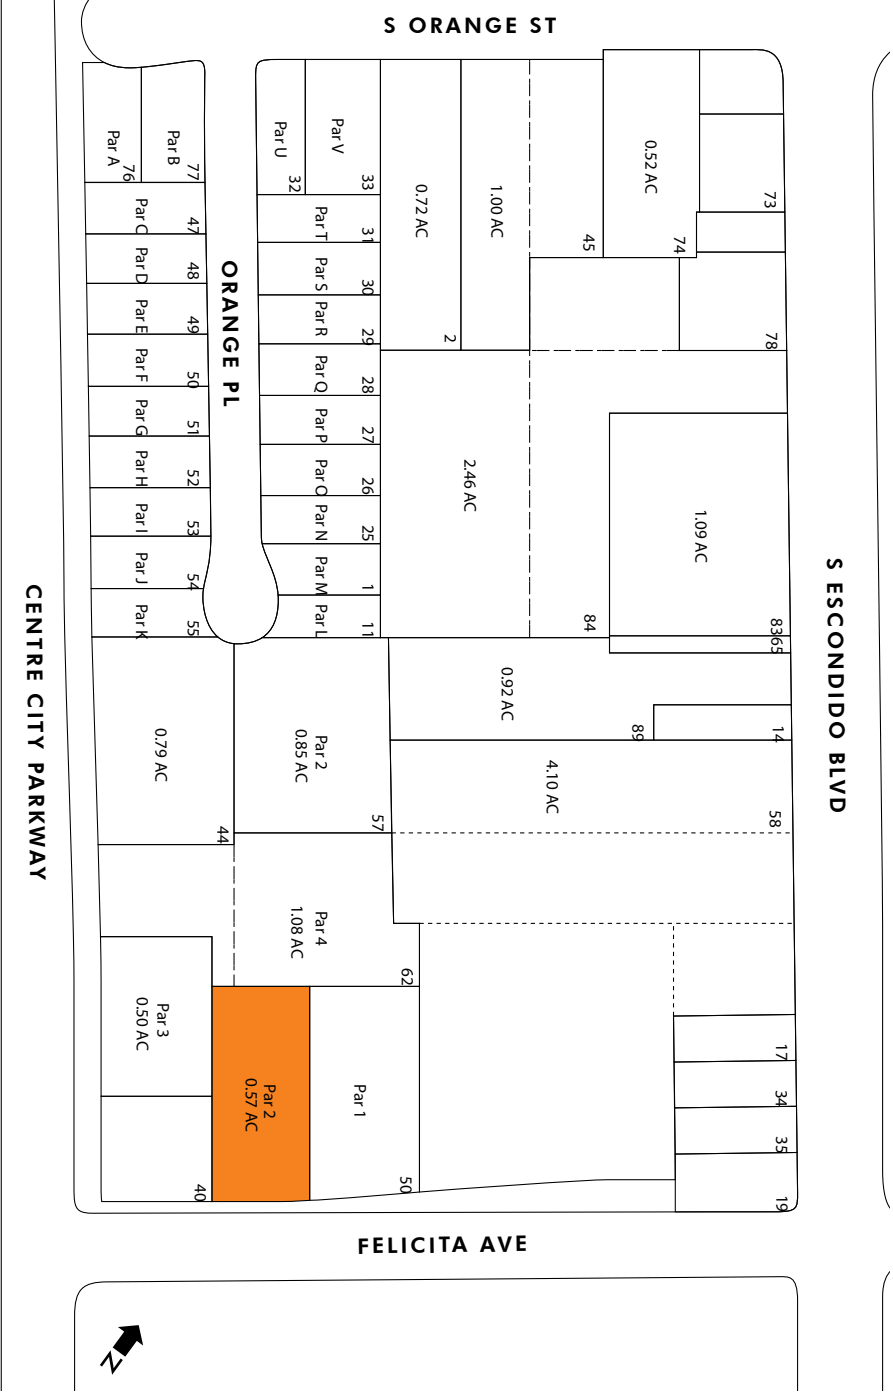 S ORANGE ST
Par A
76
Par B
77
Par U
32
Par V
33
0.72 AC
2
1.00 AC
45
0.52 AC
74
73
78
Par C
47
Par D
48
Par E
49
Par F
50
Par G
51
Par H
52
Par I
53
Par J
54
Par K
55
ORANGE PL
Par T
31
Par S
30
Par R
29
Par Q
28
Par P
27
Par O
26
Par N
25
Par M
1
Par L
11
2.46 AC
84
1.09 AC
83
65
CENTRE CITY PARKWAY
S ESCONDIDO BLVD
0.79 AC
44
Par 2
0.85 AC
57
0.92 AC
89
14
4.10 AC
58
Par 4
1.08 AC
62
Par 3
0.50 AC
40
Par 2
0.57 AC
Par 1
50
17
34
35
19
FELICITA AVE
N